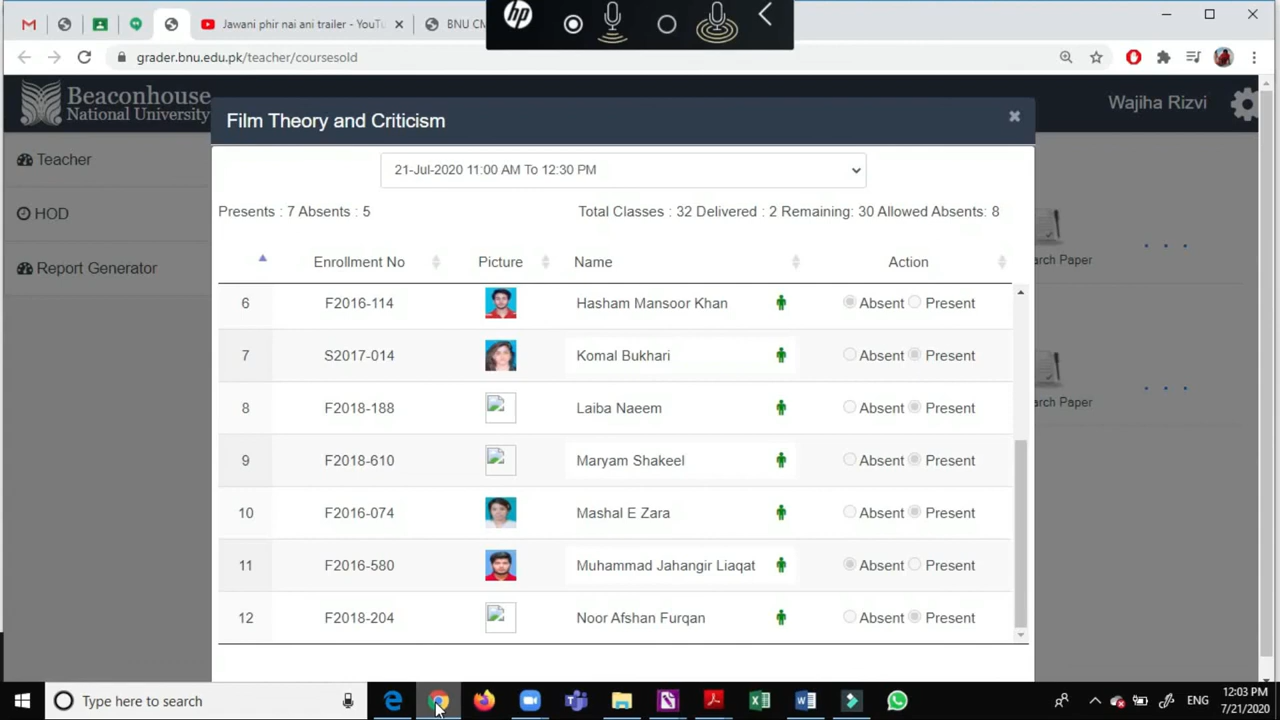 Jawani phir nai ani trailer - YouTu
BNU CM
hp
grader.bnu.edu.pk/teacher/coursesold
Beaconhouse
National University
Wajiha Rizvi
Film Theory and Criticism
×
Teacher
HOD
Report Generator
21-Jul-2020 11:00 AM To 12:30 PM
Presents : 7 Absents : 5
Total Classes : 32 Delivered : 2 Remaining: 30 Allowed Absents: 8
Enrollment No Picture Name Action
6 F2016-114 Hasham Mansoor Khan Absent Present
7 S2017-014 Komal Bukhari Absent Present
8 F2018-188 Laiba Naeem Absent Present
9 F2018-610 Maryam Shakeel Absent Present
10 F2016-074 Mashal E Zara Absent Present
11 F2016-580 Muhammad Jahangir Liaqat Absent Present
12 F2018-204 Noor Afshan Furqan Absent Present
arch Paper
arch Paper
Type here to search
ENG
12:03 PM
7/21/2020